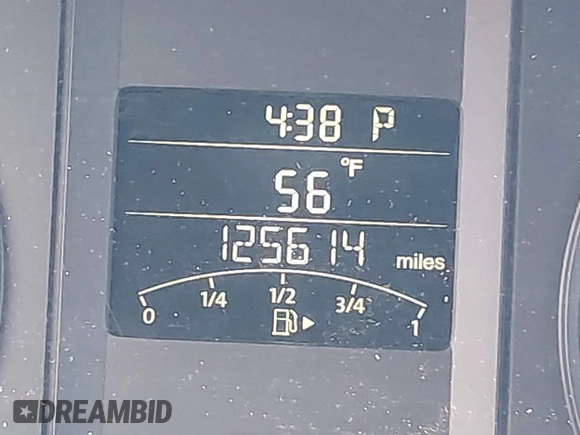 4:38 P
°F
56
125614 miles
0 1/4 1/2 3/4 1
DREAMBID